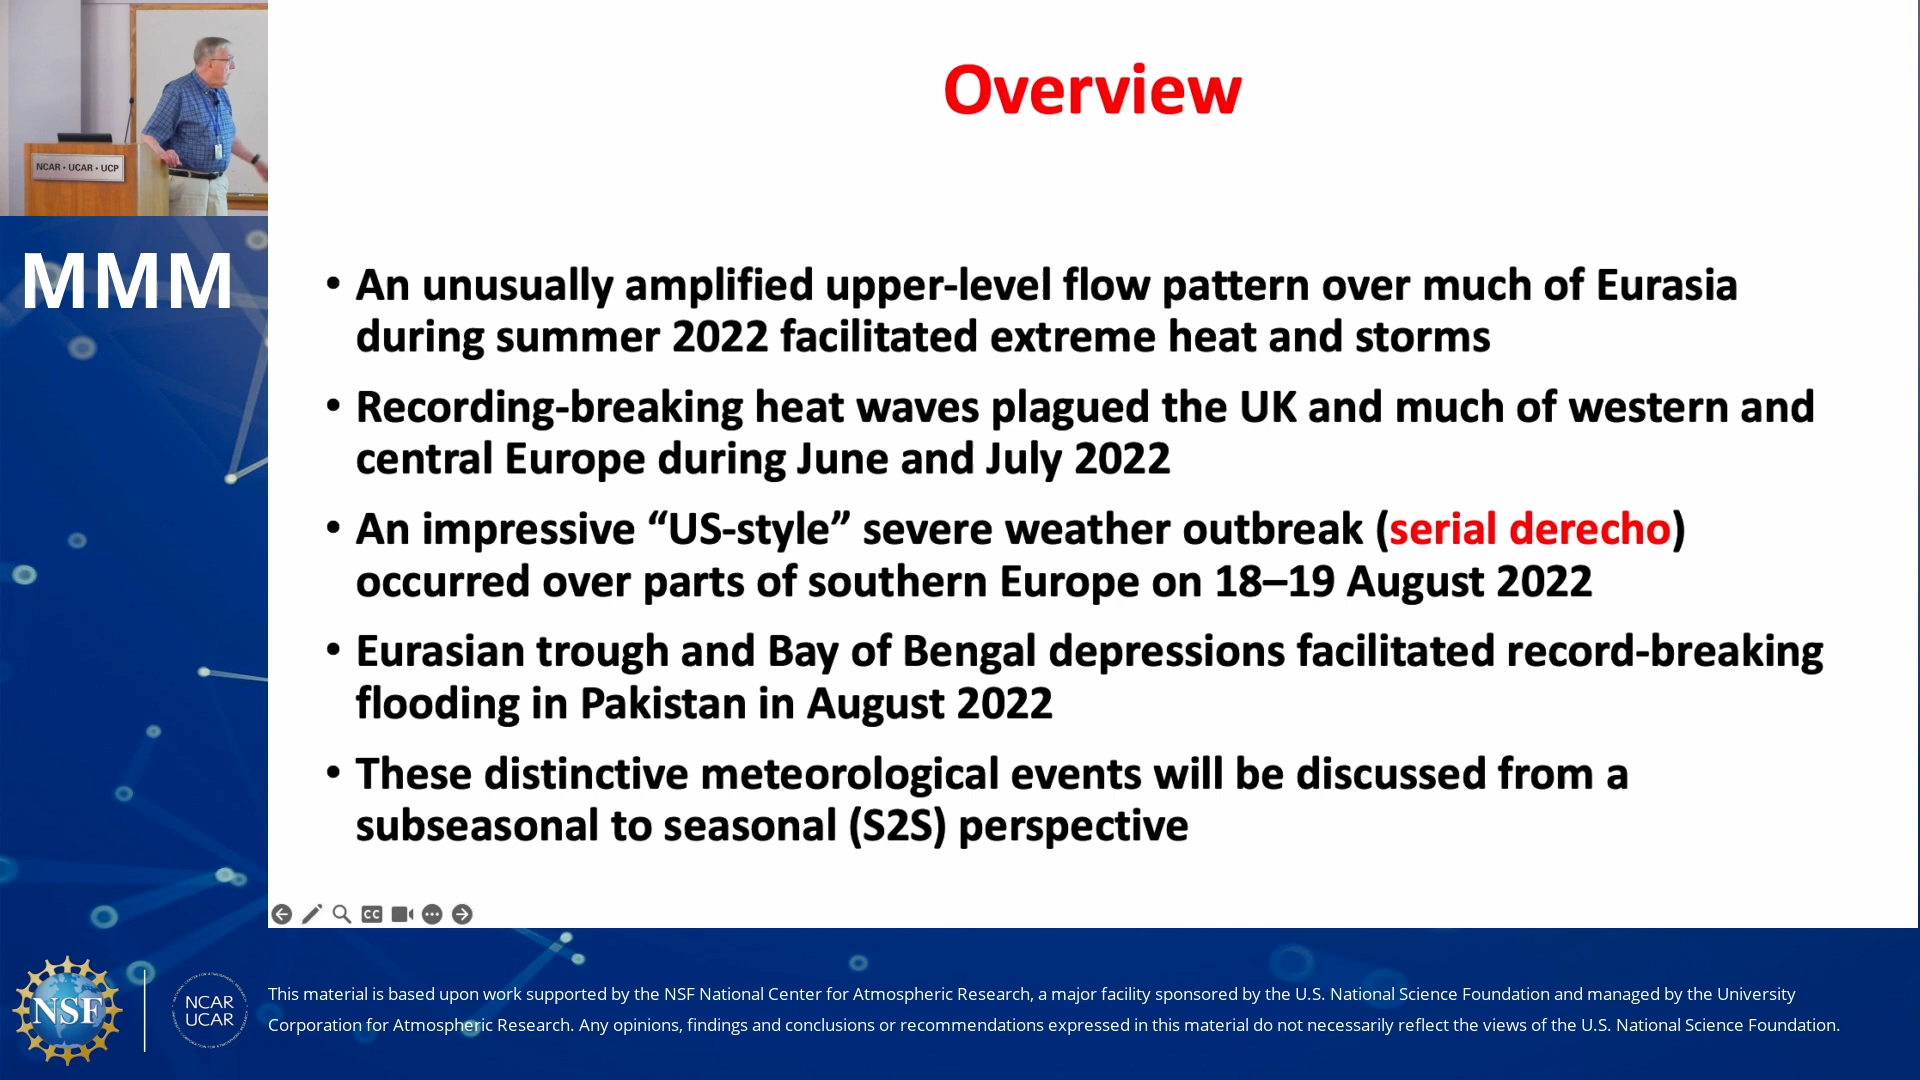 Overview
NCAR • UCAR • UCP
MMM
• An unusually amplified upper-level flow pattern over much of Eurasia
during summer 2022 facilitated extreme heat and storms
• Recording-breaking heat waves plagued the UK and much of western and
central Europe during June and July 2022
• An impressive “US-style” severe weather outbreak (serial derecho)
occurred over parts of southern Europe on 18–19 August 2022
• Eurasian trough and Bay of Bengal depressions facilitated record-breaking
flooding in Pakistan in August 2022
• These distinctive meteorological events will be discussed from a
subseasonal to seasonal (S2S) perspective
CC
NSF
NCAR
UCAR
This material is based upon work supported by the NSF National Center for Atmospheric Research, a major facility sponsored by the U.S. National Science Foundation and managed by the University
Corporation for Atmospheric Research. Any opinions, findings and conclusions or recommendations expressed in this material do not necessarily reflect the views of the U.S. National Science Foundation.